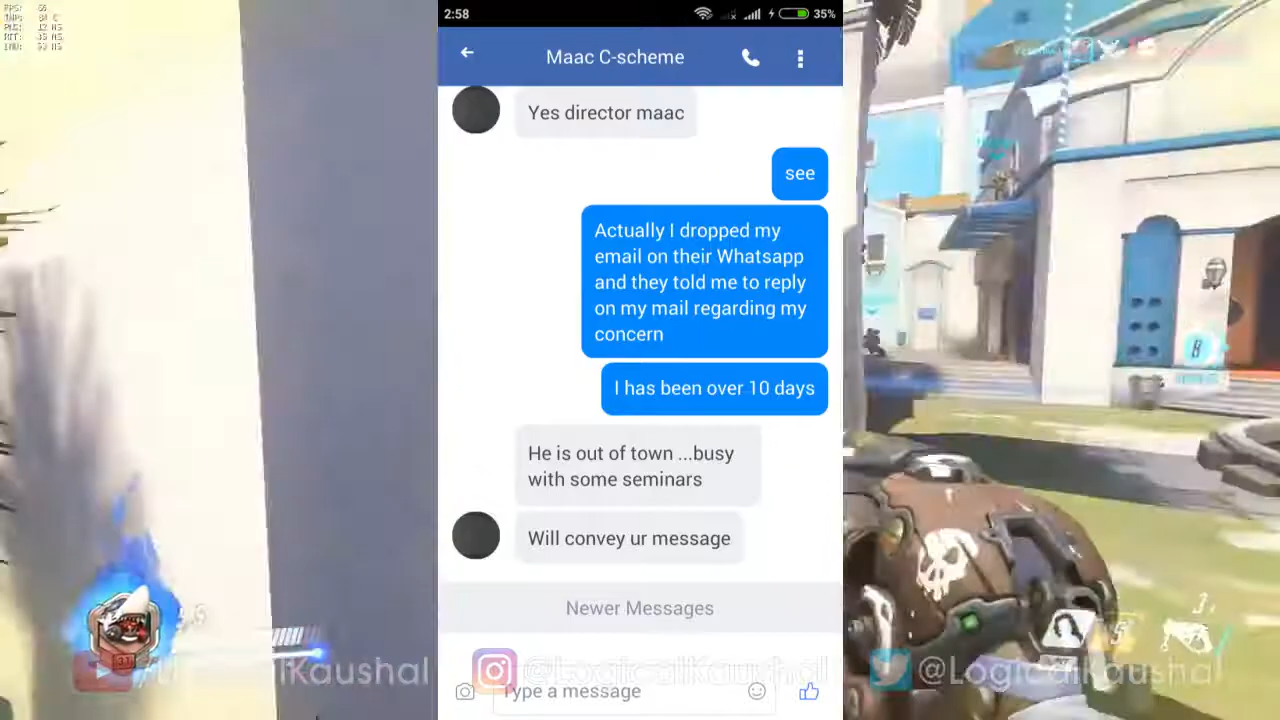 2:58
35%
Maac C-scheme
Yes director maac
see
Actually I dropped my
email on their Whatsapp
and they told me to reply
on my mail regarding my
concern
I has been over 10 days
He is out of town ...busy
with some seminars
Will convey ur message
Newer Messages
Type a message
/LogicalKaushal
@LogicalKaushal
@LogicalKaushal